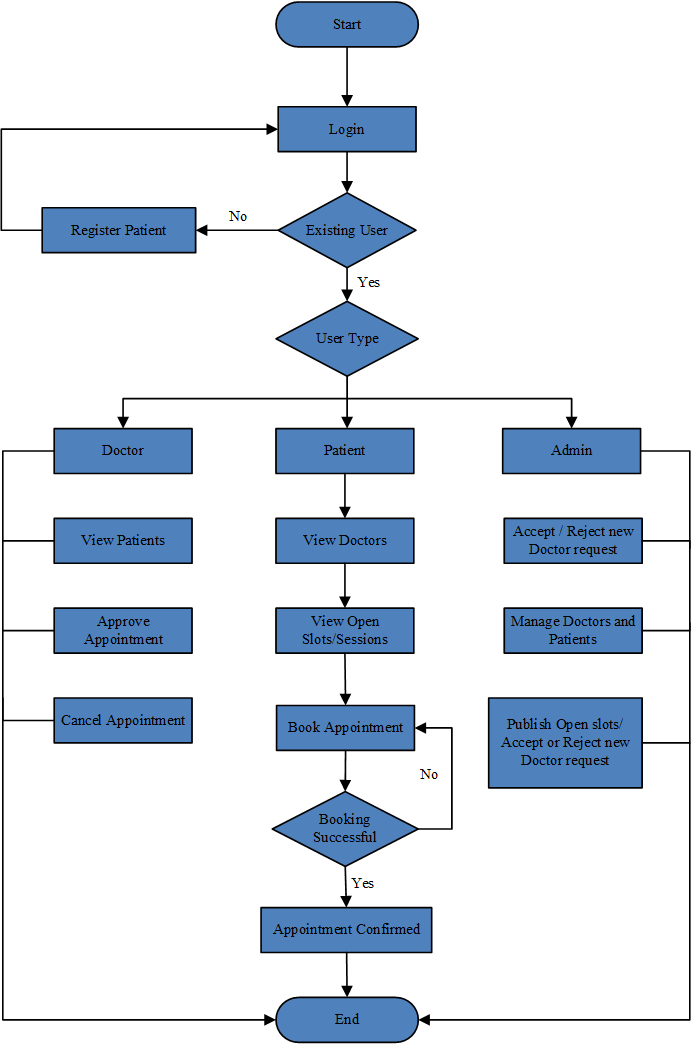 Start
Login
No
Register Patient
Existing User
Yes
User Type
Doctor
Patient
Admin
View Patients
View Doctors
Accept / Reject new
Doctor request
Approve
Appointment
View Open
Slots/Sessions
Manage Doctors and
Patients
Cancel Appointment
Book Appointment
Publish Open slots/
Accept or Reject new
Doctor request
No
Booking
Successful
Yes
Appointment Confirmed
End